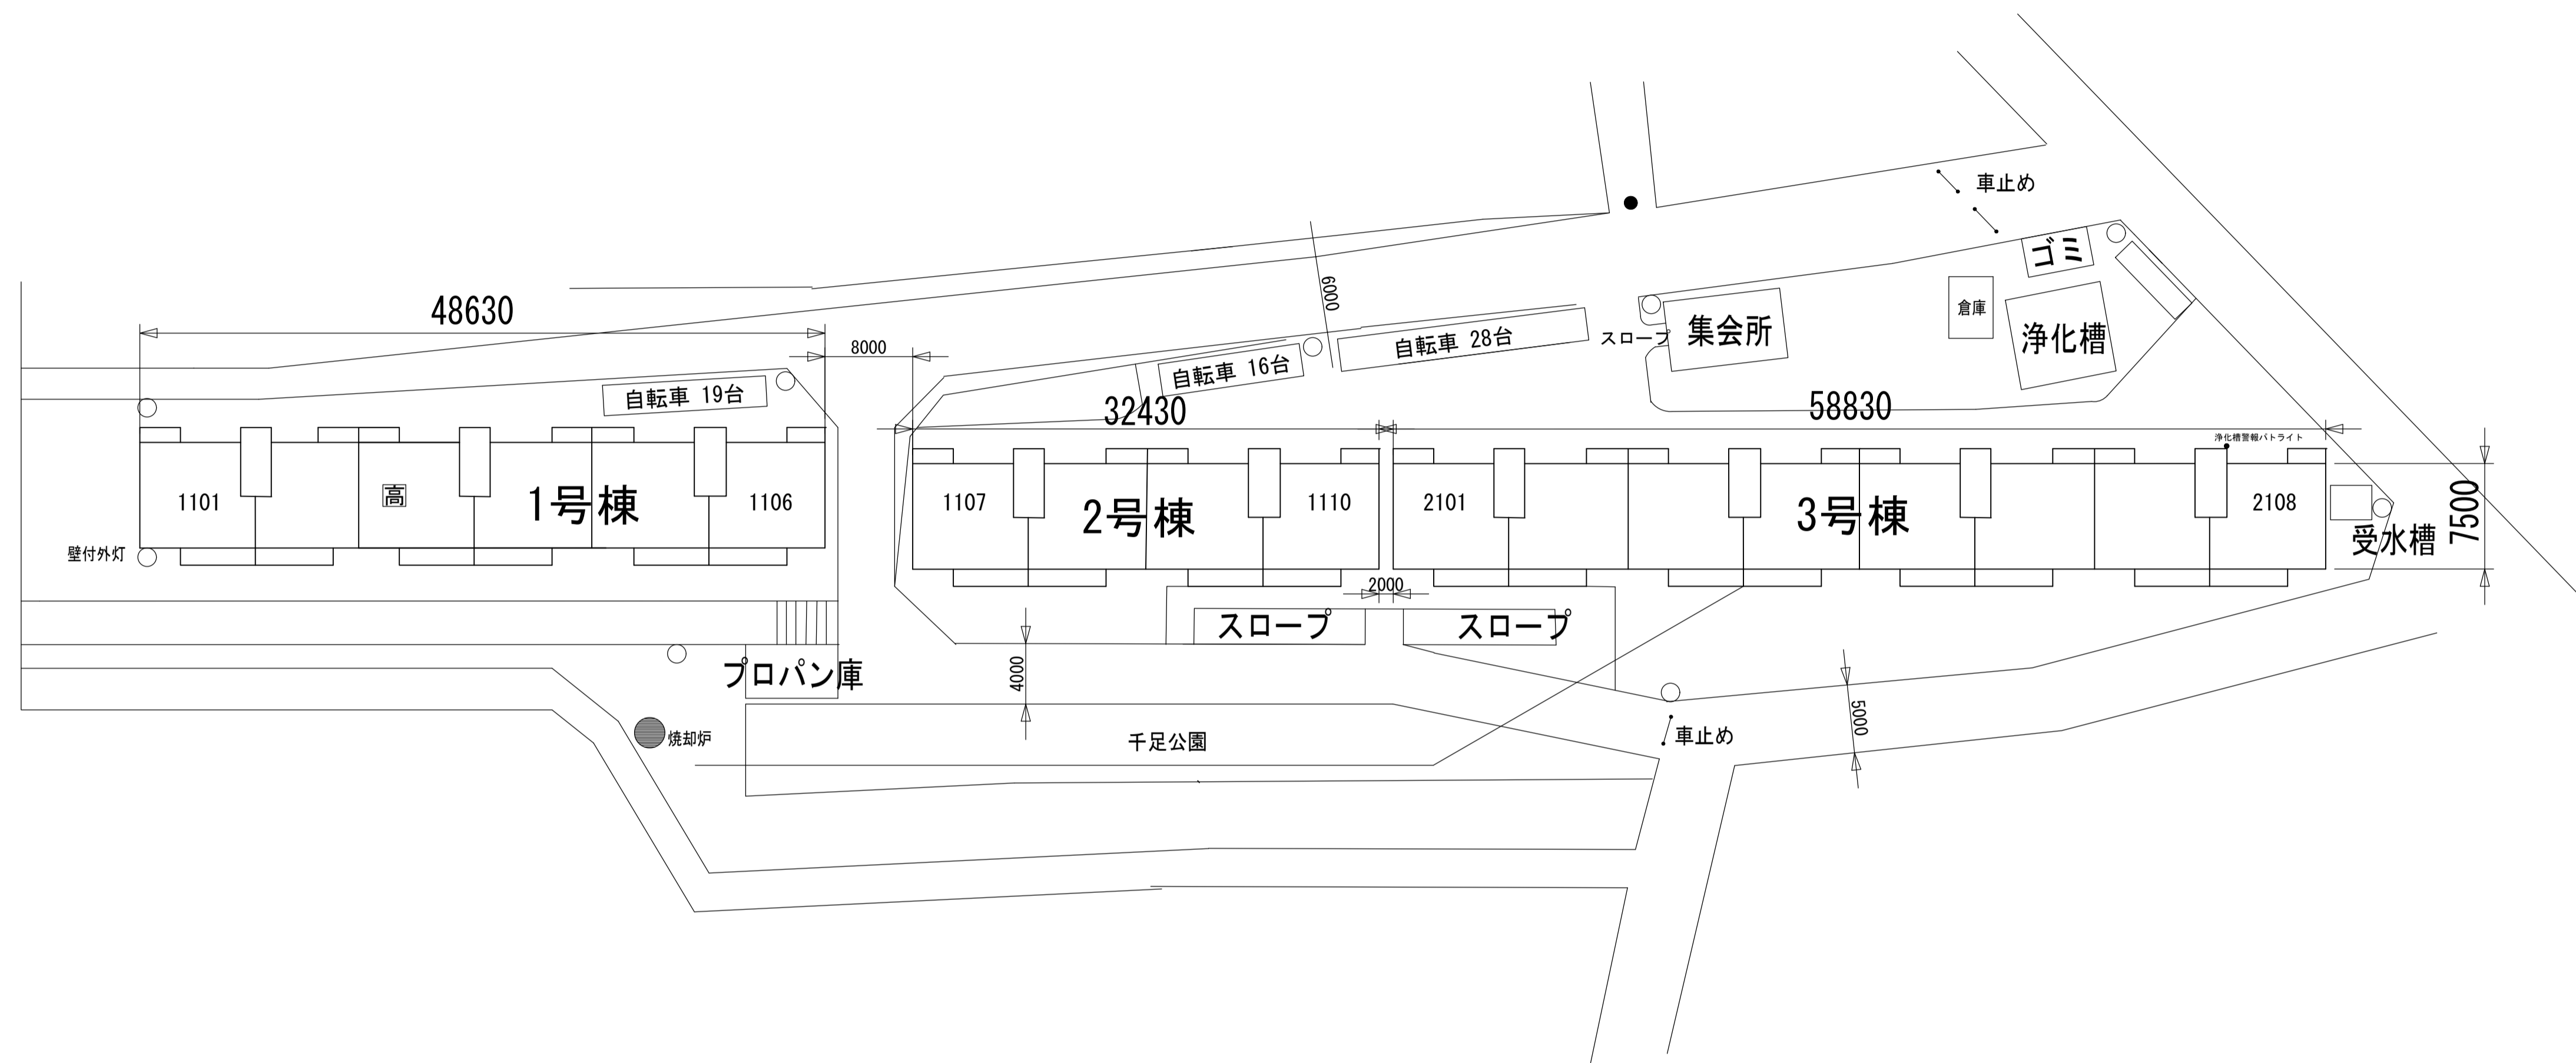 車止め
ゴミ
倉庫
浄化槽
48630
6000
8000
自転車 28台
スロープ
集会所
自転車 16台
自転車 19台
32430
58830
浄化槽警報パトライト
1101
高
1号棟
1106
1107
2号棟
1110
2101
3号棟
2108
7500
受水槽
壁付外灯
2000
スロープ
スロープ
プロパン庫
4000
5000
焼却炉
千足公園
車止め